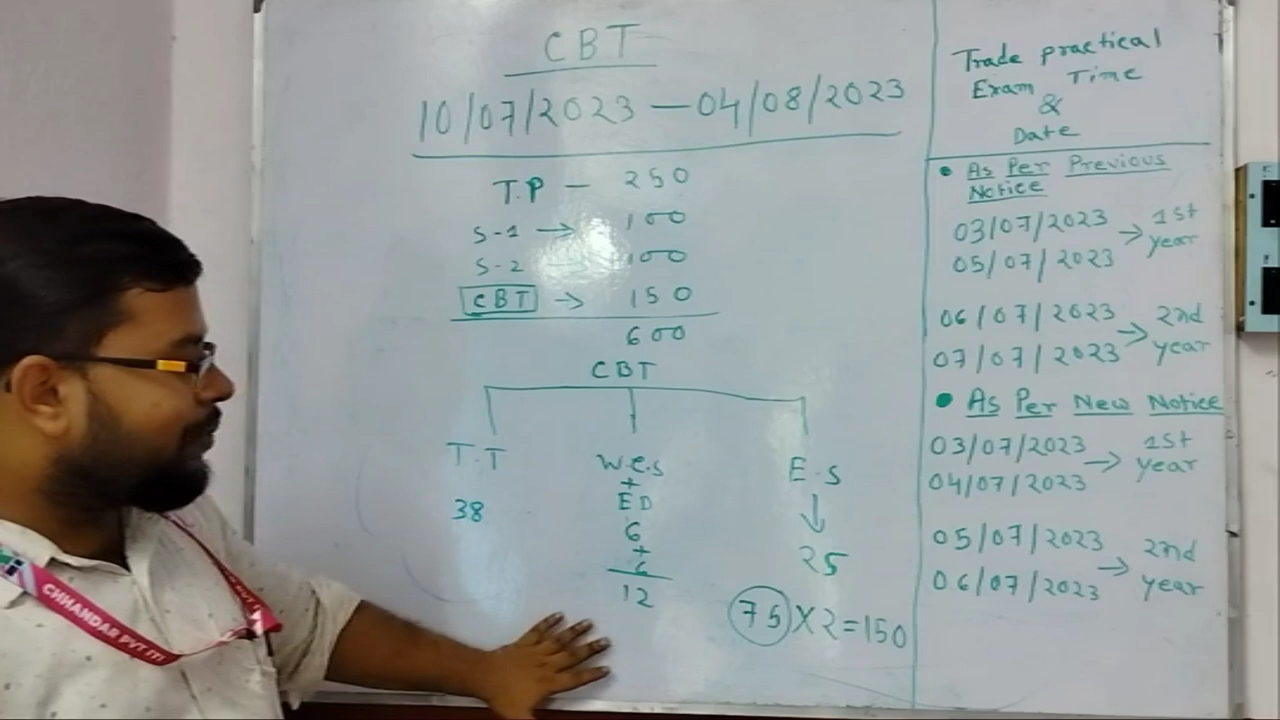 CBT
10/07/2023 — 04/08/2023
T.P — 250
S-1 → 100
S-2 → 100
CBT → 150
600
CBT
T.T
38
W.C.S
+
ED
6
+
6
12
E.S
↓
25
75 X 2 = 150
Trade practical
Exam Time
&
Date
• As Per Previous
Notice
03/07/2023
05/07/2023
→ 1st
year
06/07/2023
07/07/2023
→ 2nd
year
• As Per New Notice
03/07/2023
04/07/2023
→ 1st
year
05/07/2023
06/07/2023
→ 2nd
year
CHHANDAR PVT ITI